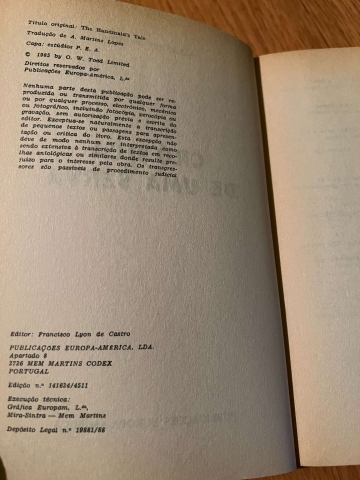 Título original: The Handmaid's Tale
Tradução de A. Martins Lopes
Capa: estúdios P. E. A.
© 1985 by O. W. Toad Limited
Direitos reservados por
Publicações Europa-América, L.da
Nenhuma parte desta publicação pode ser re-
produzida ou transmitida por qualquer forma
ou por qualquer processo, electrónico, mecânico
ou fotográfico, incluindo fotocópia, xerocópia ou
gravação, sem autorização prévia e escrita do
editor. Exceptua-se naturalmente a transcrição
de pequenos textos ou passagens para apresen-
tação ou crítica do livro. Esta excepção não
deve de modo nenhum ser interpretada como
sendo extensiva à transcrição de textos em reco-
lhas antológicas ou similares donde resulte pre-
juízo para o interesse pela obra. Os transgres-
sores são passíveis de procedimento judicial
DE UMA
Editor: Francisco Lyon de Castro
PUBLICAÇÕES EUROPA-AMÉRICA, LDA.
Apartado 8
2726 MEM MARTINS CODEX
PORTUGAL
Edição n.º 141624/4511
Execução técnica:
Gráfica Europam, L.da,
Mira-Sintra — Mem Martins
Depósito Legal n.º 19881/88